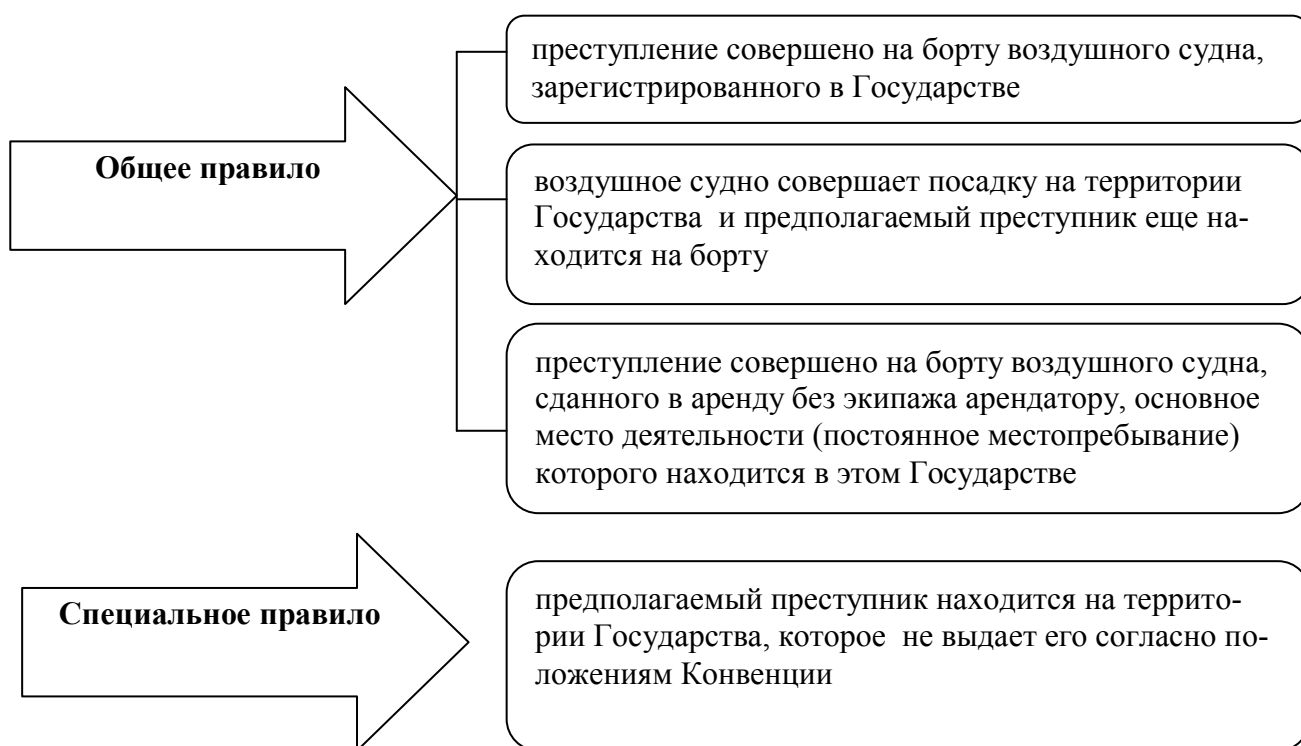 Общее правило
преступление совершено на борту воздушного судна,
зарегистрированного в Государстве
воздушное судно совершает посадку на территории
Государства и предполагаемый преступник еще на-
ходится на борту
преступление совершено на борту воздушного судна,
сданного в аренду без экипажа арендатору, основное
место деятельности (постоянное местопребывание)
которого находится в этом Государстве
Специальное правило
предполагаемый преступник находится на террито-
рии Государства, которое не выдает его согласно по-
ложениям Конвенции